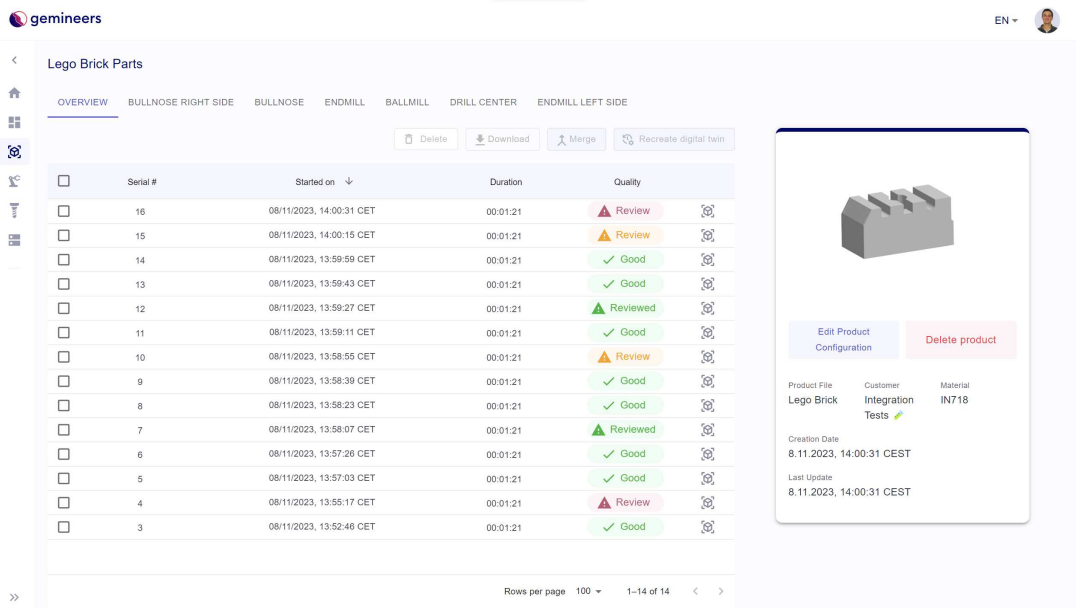 gemineers
EN
Lego Brick Parts
OVERVIEW BULLNOSE RIGHT SIDE BULLNOSE ENDMILL BALLMILL DRILL CENTER ENDMILL LEFT SIDE
Delete Download Merge Recreate digital twin
Serial # Started on Duration Quality
16 08/11/2023, 14:00:31 CET 00:01:21 Review
15 08/11/2023, 14:00:15 CET 00:01:21 Review
14 08/11/2023, 13:59:59 CET 00:01:21 Good
13 08/11/2023, 13:59:43 CET 00:01:21 Good
12 08/11/2023, 13:59:27 CET 00:01:21 Reviewed
11 08/11/2023, 13:59:11 CET 00:01:21 Good
10 08/11/2023, 13:58:55 CET 00:01:21 Review
9 08/11/2023, 13:58:39 CET 00:01:21 Good
8 08/11/2023, 13:58:23 CET 00:01:21 Good
7 08/11/2023, 13:58:07 CET 00:01:21 Reviewed
6 08/11/2023, 13:57:26 CET 00:01:21 Good
5 08/11/2023, 13:57:03 CET 00:01:21 Good
4 08/11/2023, 13:55:17 CET 00:01:21 Review
3 08/11/2023, 13:52:46 CET 00:01:21 Good
Rows per page 100 1–14 of 14
Edit Product
Configuration
Delete product
Product File Customer Material
Lego Brick Integration IN718
Tests
Creation Date
8.11.2023, 14:00:31 CEST
Last Update
8.11.2023, 14:00:31 CEST